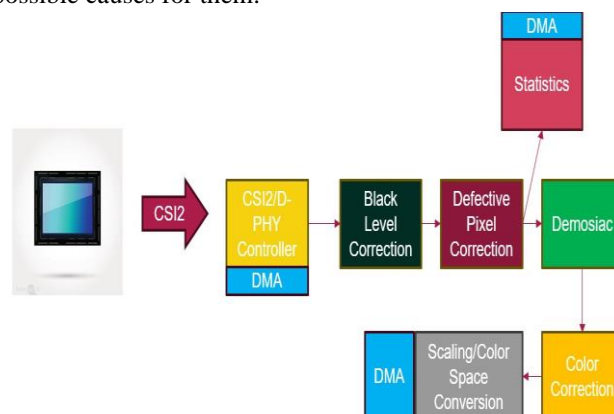 possible causes for them.
DMA
Statistics
CSI2
CSI2/D-
PHY
Controller
DMA
Black
Level
Correction
Defective
Pixel
Correction
Demosiac
DMA
Scaling/Color
Space
Conversion
Color
Correction